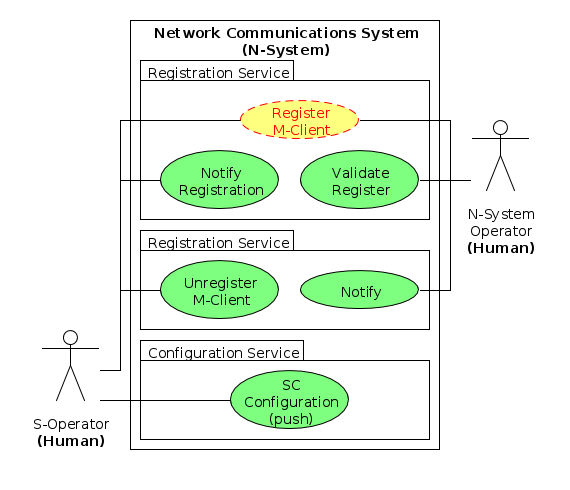 Network Communications System
(N-System)
Registration Service
Register
M-Client
Notify
Registration
Validate
Register
N-System
Operator
(Human)
Registration Service
Unregister
M-Client
Notify
Configuration Service
SC
Configuration
(push)
S-Operator
(Human)